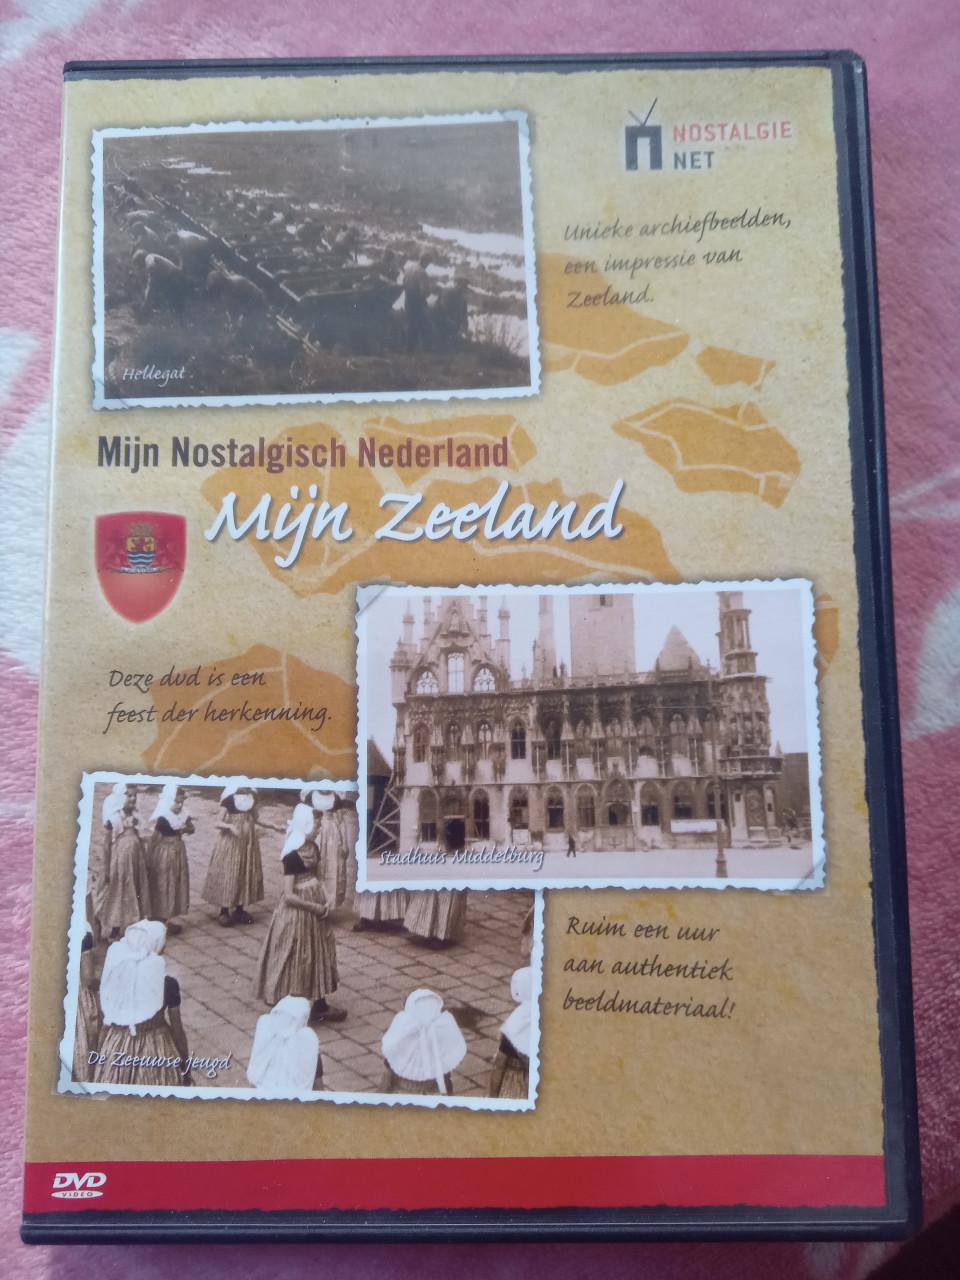 NOSTALGIE
NET
Unieke archiefbeelden,
een impressie van
Zeeland.
Hellegat
Mijn Nostalgisch Nederland
Mijn Zeeland
Deze dvd is een
feest der herkenning.
Stadhuis Middelburg
Ruim een uur
aan authentiek
beeldmateriaal!
De Zeeuwse jeugd
DVD
VIDEO